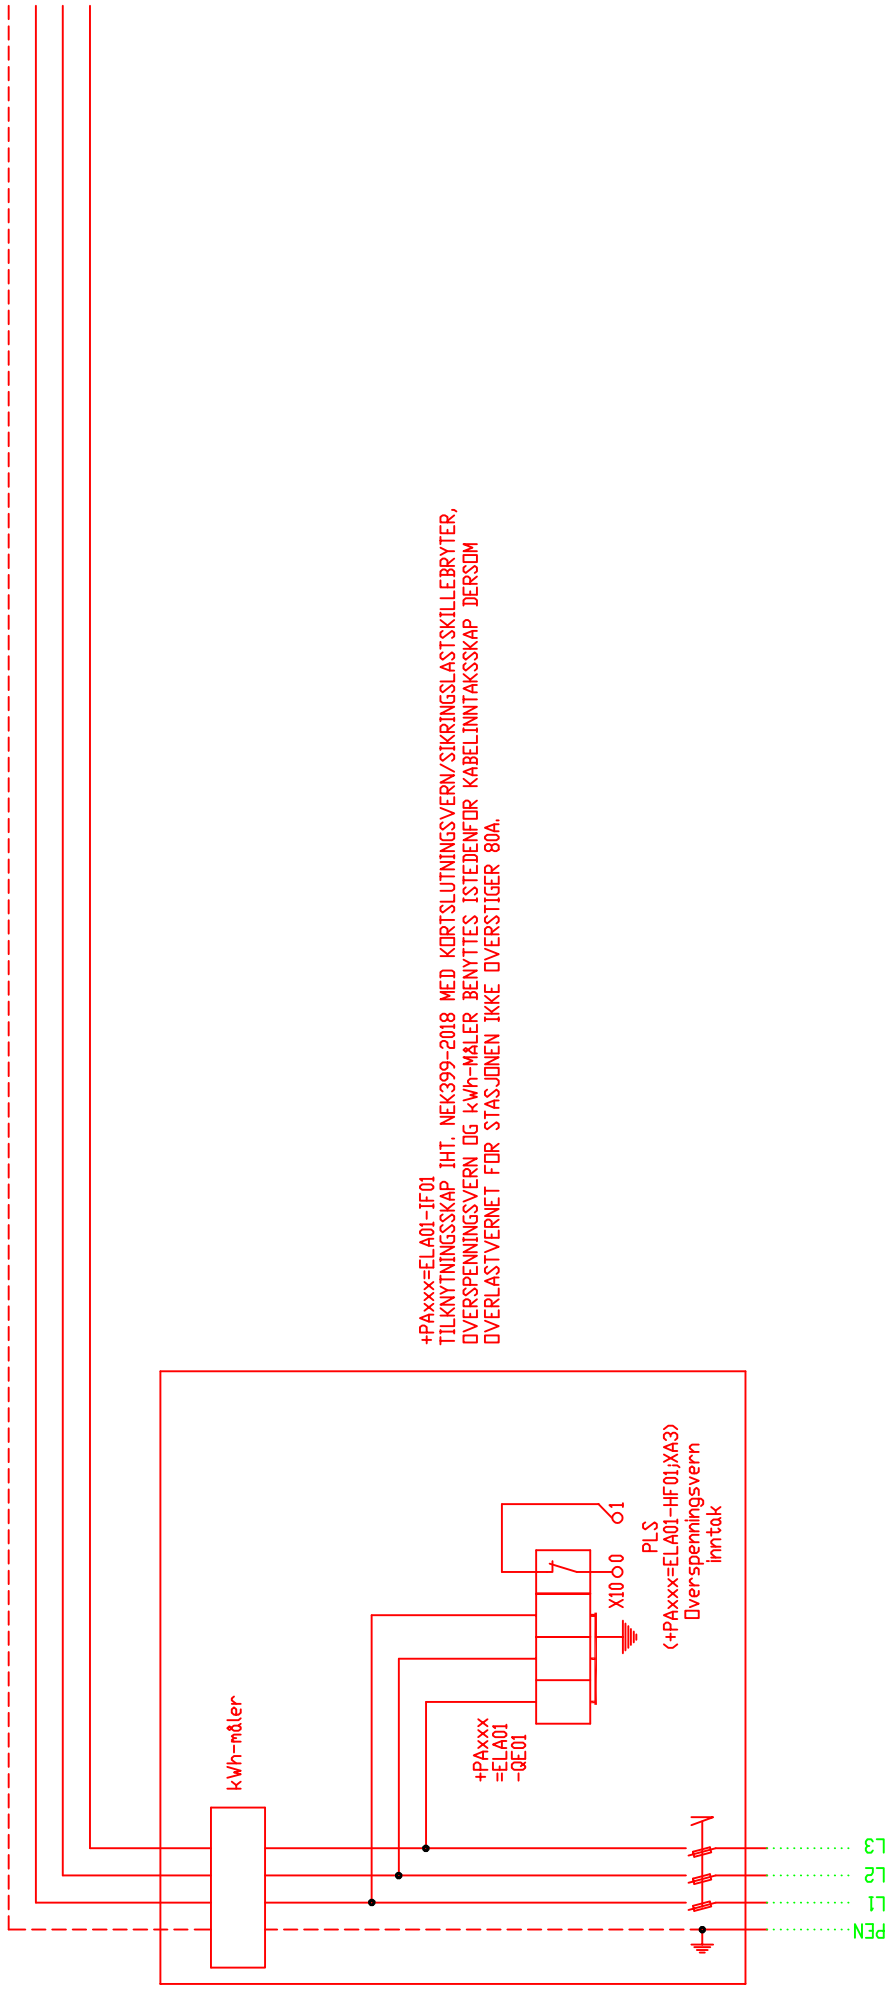 +PAxxx=ELA01-IF01
TILKNYTNINGSSKAP IHT. NEK399-2018 MED KORTSLUTNINGSVERN/SIKRINGSLASTSKILLEBRYTER,
OVERSPENNINGSVERN OG kWh-MÅLER BENYTTES ISTEDENFOR KABELINNTAKSSKAP DERSOM
OVERLASTVERNET FOR STASJONEN IKKE OVERSTIGER 80A.
kWh-måler
+PAxxx
=ELA01
-QE01
X10
0
1
PLS
(+PAxxx=ELA01-HF01;XA3)
Overspenningsvern
inntak
L3
L2
L1
PEN